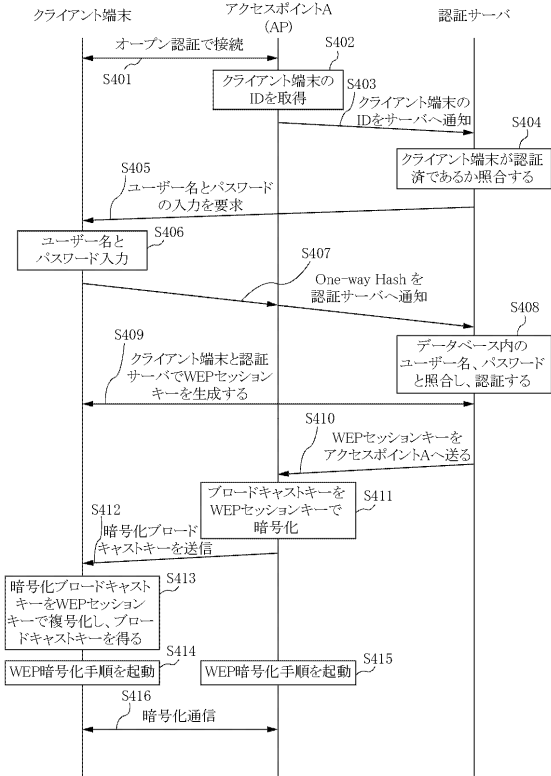 クライアント端末
アクセスポイントA
(AP)
認証サーバ
オープン認証で接続
S401
S402
クライアント端末の
IDを取得
S403
クライアント端末の
IDをサーバへ通知
S404
クライアント端末が認証
済であるか照合する
S405
ユーザー名とパスワード
の入力を要求
S406
ユーザー名と
パスワード入力
S407
One-way Hash を
認証サーバへ通知
S408
データベース内の
ユーザー名、パスワード
と照合し、認証する
S409
クライアント端末と認証
サーバでWEPセッション
キーを生成する
S410
WEPセッションキーを
アクセスポイントAへ送る
ブロードキャストキーを
WEPセッションキーで
暗号化
S411
S412
暗号化ブロード
キャストキーを送信
S413
暗号化ブロードキャスト
キーをWEPセッション
キーで複号化し、ブロー
ドキャストキーを得る
S414
WEP暗号化手順を起動
S415
WEP暗号化手順を起動
S416
暗号化通信